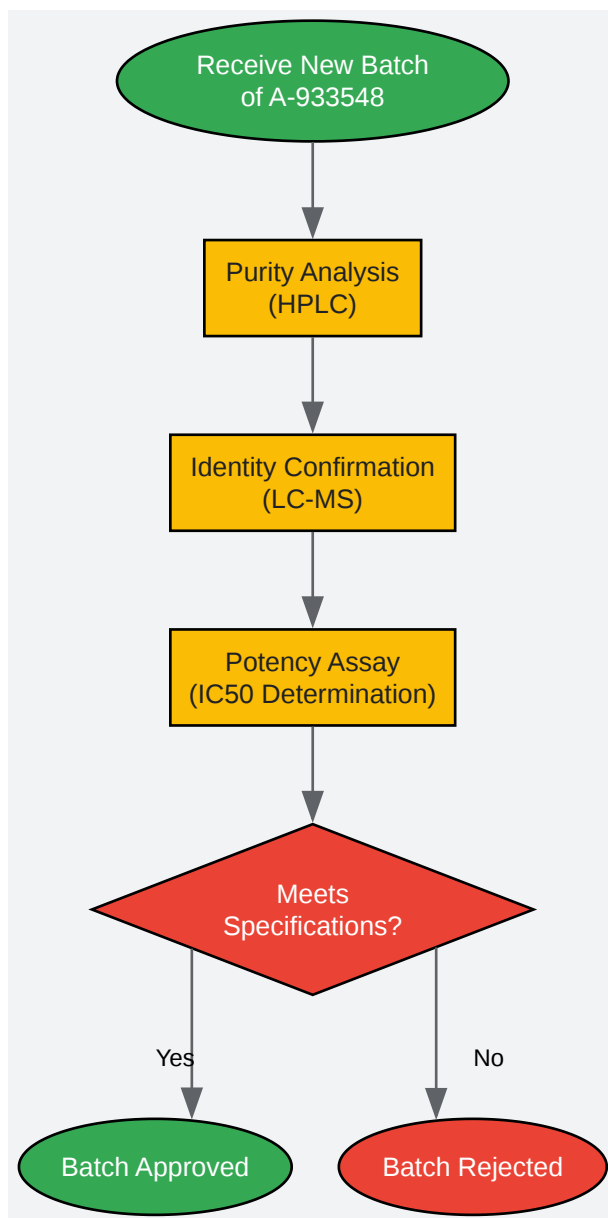 Receive New Batch
of A-933548
Purity Analysis
(HPLC)
Identity Confirmation
(LC-MS)
Potency Assay
(IC50 Determination)
Meets
Specifications?
Yes
No
Batch Approved
Batch Rejected